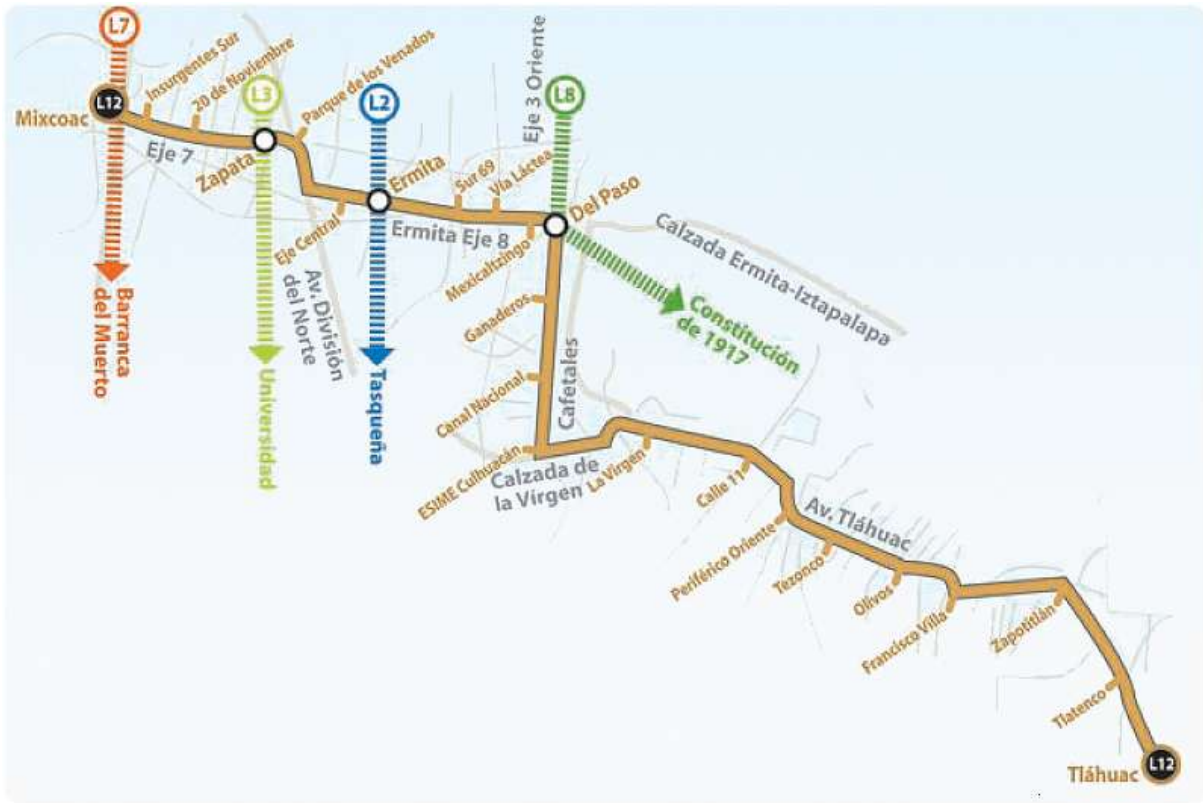 L7
Insurgentes Sur
20 de Noviembre
L3
Parque de los Venados
L2
Eje 3 Oriente
L8
L12
Mixcoac
Eje 7
Zapata
Ermita
Sur 69
Vía Láctea
Del Paso
Eje Central
Ermita Eje 8
Mexicaltzingo
Calzada Ermita-Iztapalapa
Barranca
del Muerto
Av. División
del Norte
Ganaderos
Constitución
de 1917
Universidad
Tasqueña
Canal Nacional
Cafetales
ESIME Culhuacán
Calzada de
la Virgen
La Virgen
Calle 11
Av. Tláhuac
Periférico Oriente
Tezonco
Olivos
Francisco Villa
Zapotitlán
Tlatenco
Tláhuac
L12